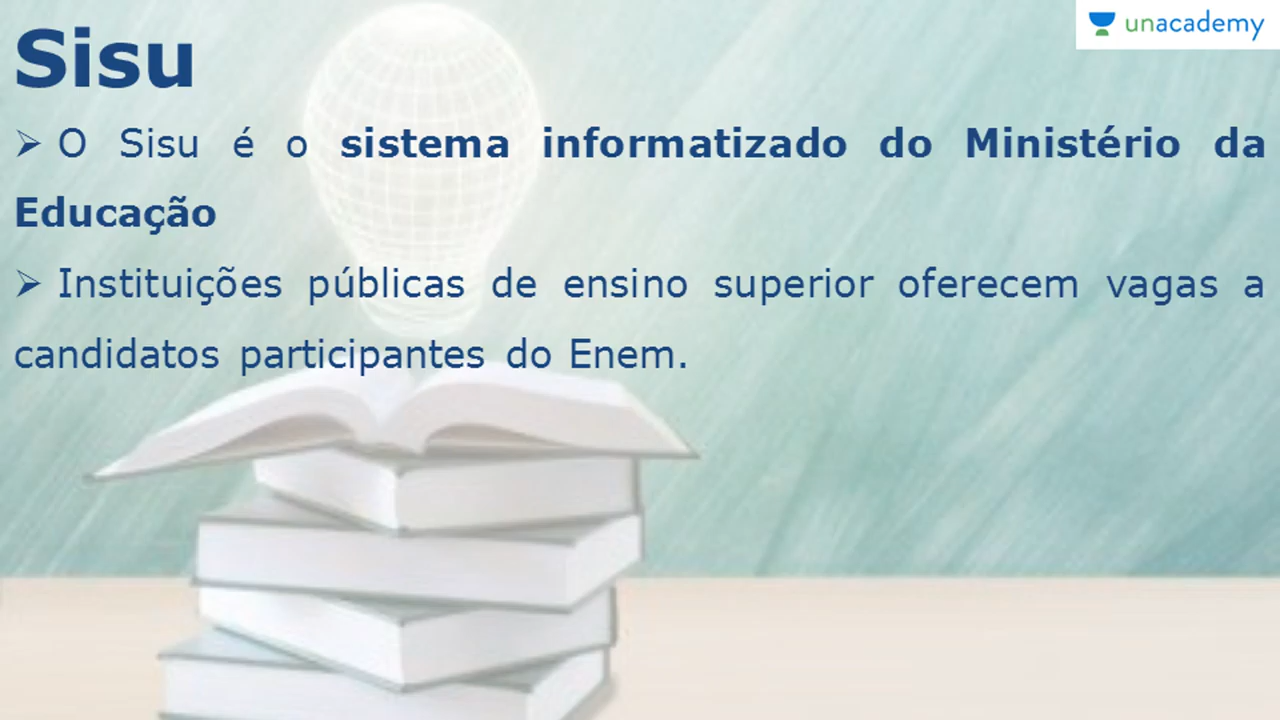 unacademy
Sisu
➢ O Sisu é o sistema informatizado do Ministério da
Educação
➢ Instituições públicas de ensino superior oferecem vagas a
candidatos participantes do Enem.